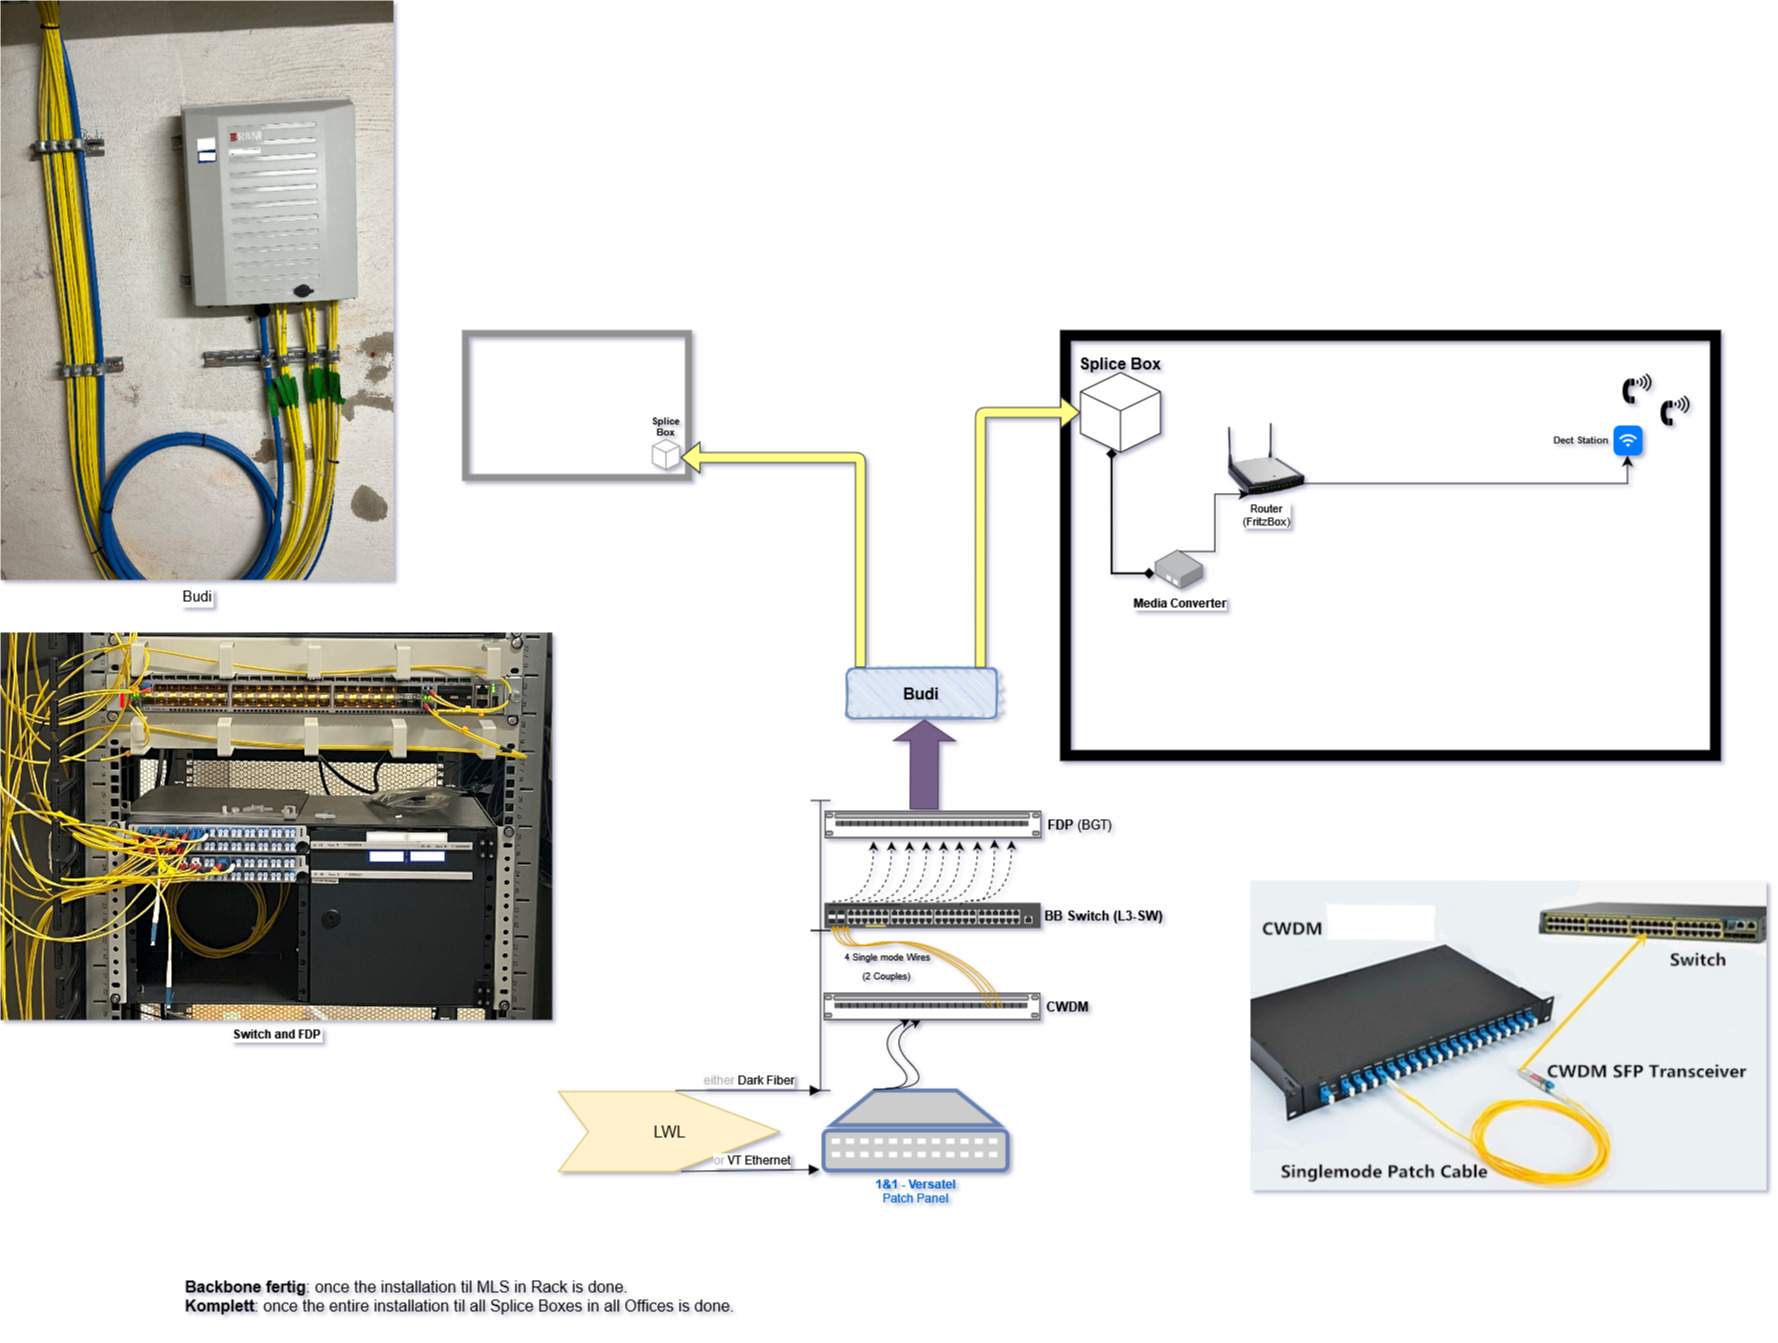 R&M
Budi
Switch and FDP
Splice
Box
Splice Box
Dect Station
Router
(FritzBox)
Media Converter
Budi
FDP (BGT)
BB Switch (L3-SW)
4 Single mode Wires
(2 Couples)
CWDM
either Dark Fiber
LWL
or VT Ethernet
1&1 - Versatel
Patch Panel
CWDM
Switch
CWDM SFP Transceiver
Singlemode Patch Cable
Backbone fertig: once the installation til MLS in Rack is done.
Komplett: once the entire installation til all Splice Boxes in all Offices is done.